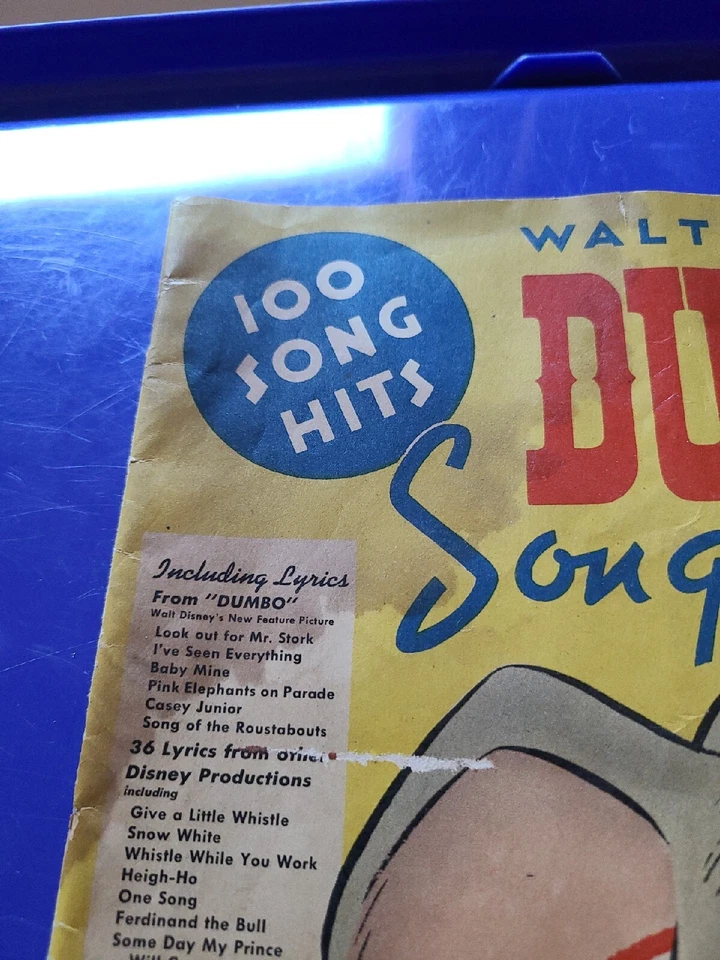 100
SONG
HITS
WALT
DU
Song
Including Lyrics
From "DUMBO"
Walt Disney's New Feature Picture
Look out for Mr. Stork
I've Seen Everything
Baby Mine
Pink Elephants on Parade
Casey Junior
Song of the Roustabouts
36 Lyrics from other
Disney Productions
including
Give a Little Whistle
Snow White
Whistle While You Work
Heigh-Ho
One Song
Ferdinand the Bull
Some Day My Prince